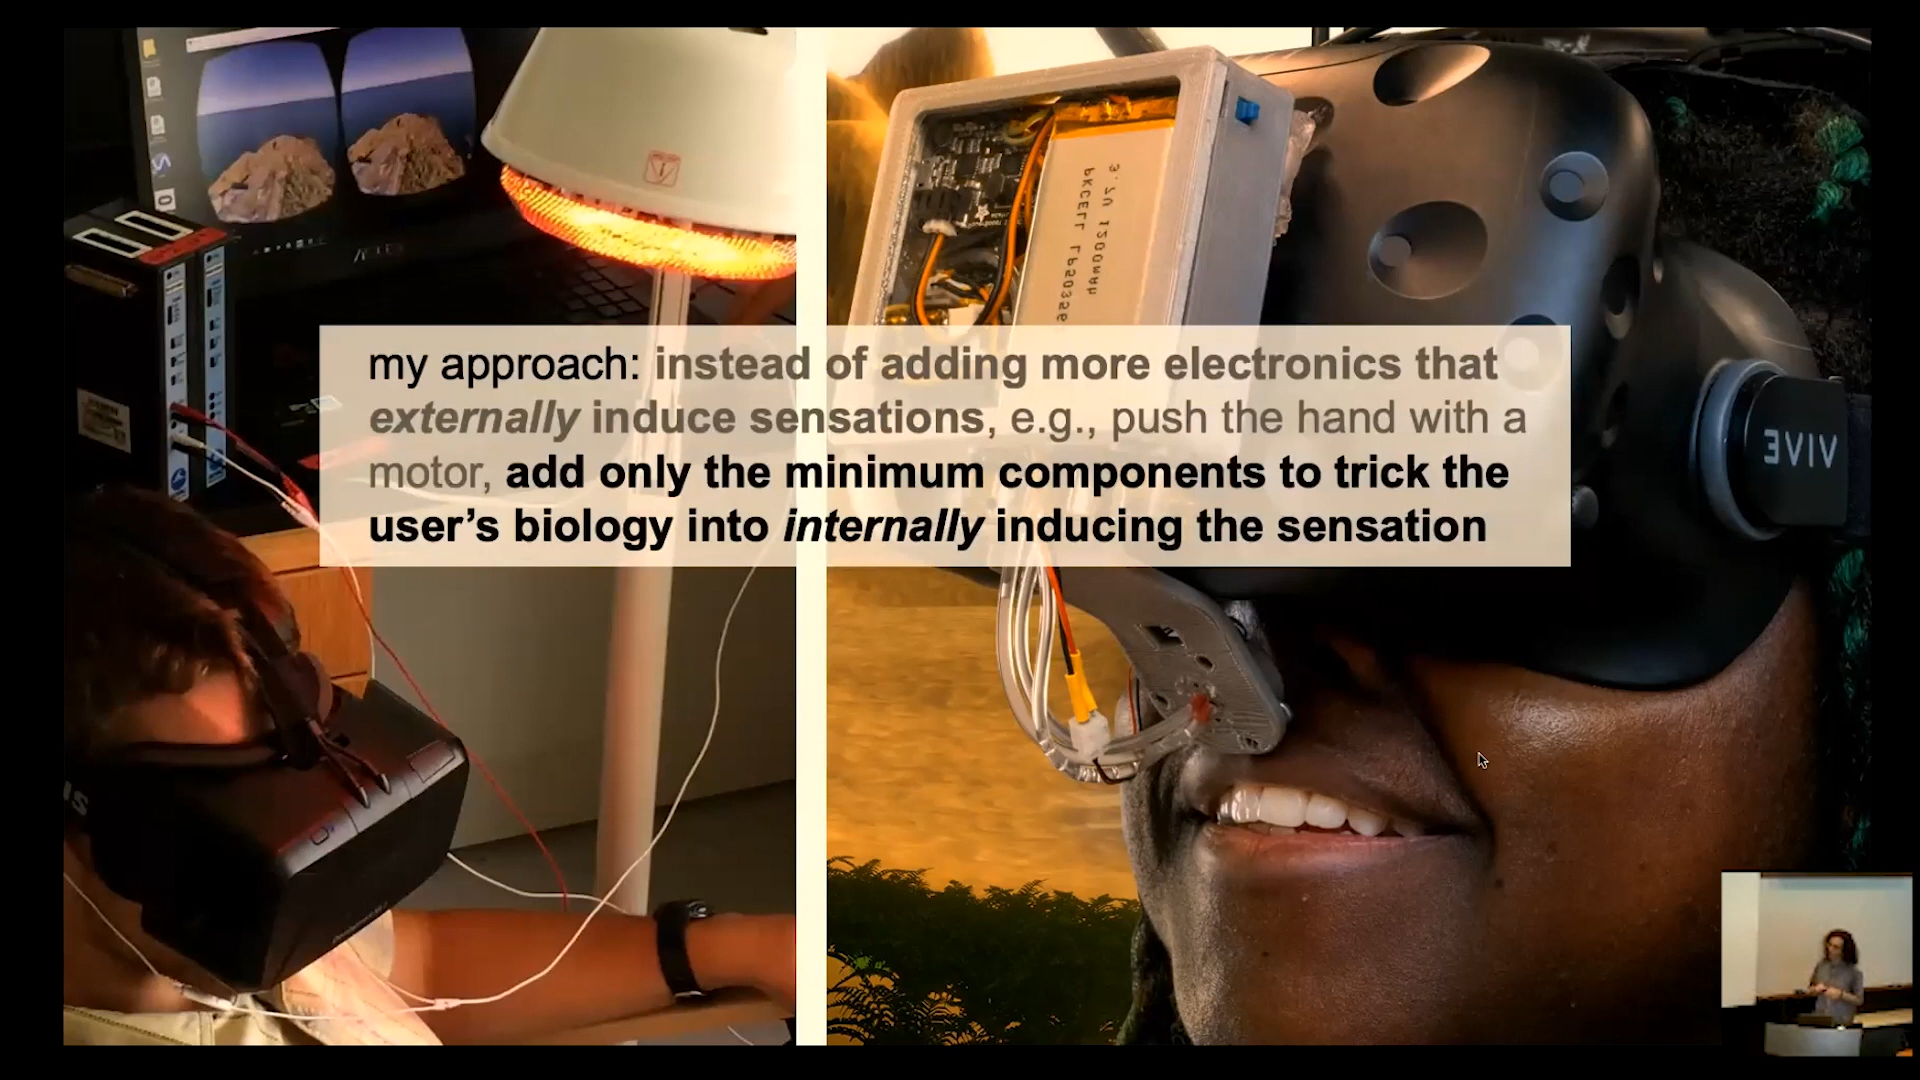 my approach: instead of adding more electronics that
externally induce sensations, e.g., push the hand with a
motor, add only the minimum components to trick the
user's biology into internally inducing the sensation
VIVE